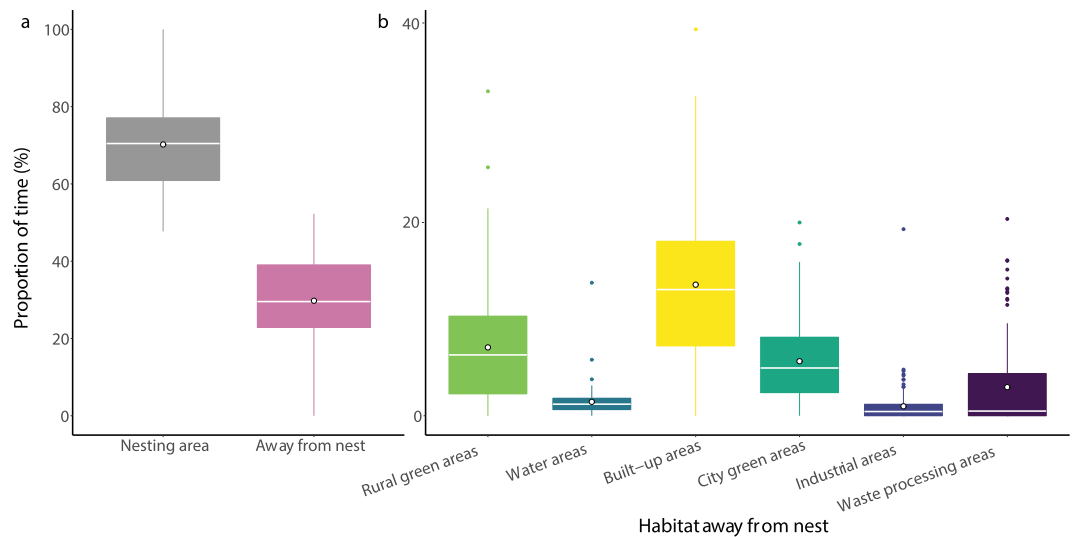 a
b
Proportion of time (%)
100
80
60
40
20
0
Nesting area
Away from nest
40
20
0
Rural green areas
Water areas
Built–up areas
City green areas
Industrial areas
Waste processing areas
Habitat away from nest